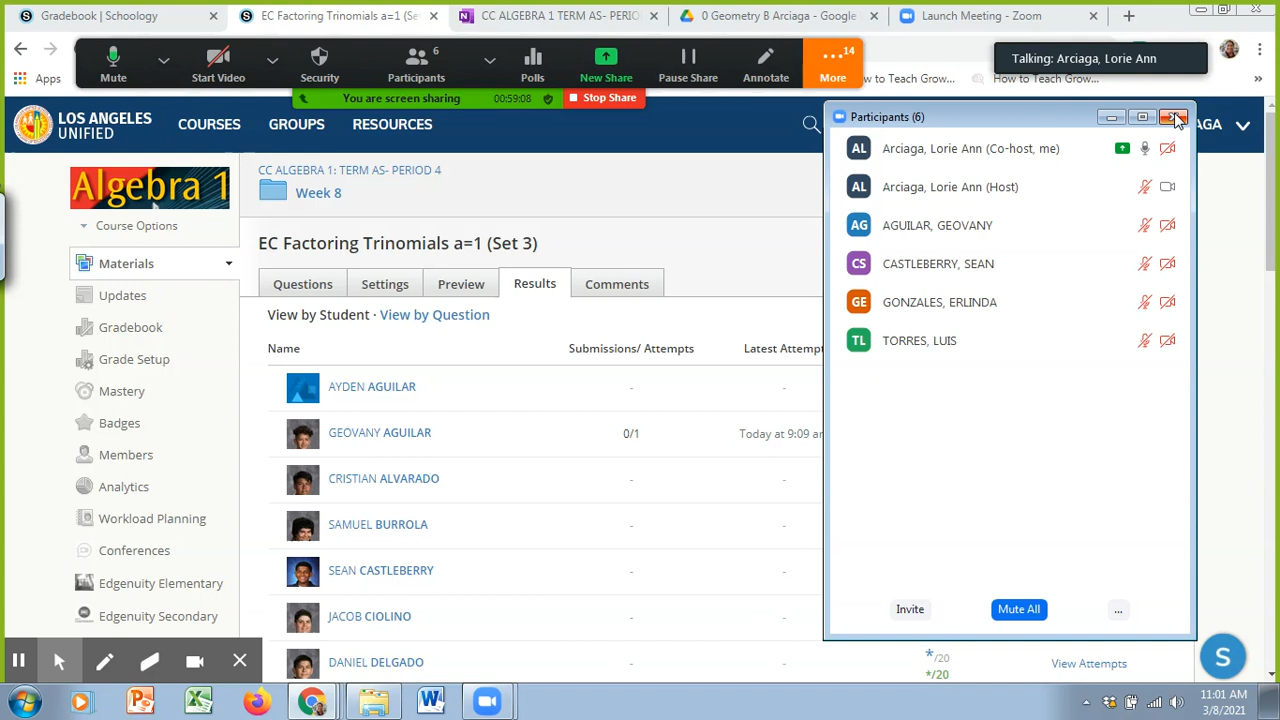 Gradebook | Schoology
EC Factoring Trinomials a=1 (Se
CC ALGEBRA 1 TERM AS- PERIO
0 Geometry B Arciaga - Google
Launch Meeting - Zoom
Apps
Mute
Start Video
Security
6
Participants
Polls
New Share
Pause Share
Annotate
14
More
Talking: Arciaga, Lorie Ann
ow to Teach Grow...
How to Teach Grow...
You are screen sharing
00:59:08
Stop Share
LOS ANGELES
UNIFIED
COURSES
GROUPS
RESOURCES
AGA
Algebra 1
Course Options
Materials
Updates
Gradebook
Grade Setup
Mastery
Badges
Members
Analytics
Workload Planning
Conferences
Edgenuity Elementary
Edgenuity Secondary
CC ALGEBRA 1: TERM AS- PERIOD 4
Week 8
EC Factoring Trinomials a=1 (Set 3)
Questions
Settings
Preview
Results
Comments
View by Student · View by Question
Name
Submissions/ Attempts
Latest Attemp
AYDEN AGUILAR
-
-
GEOVANY AGUILAR
0/1
Today at 9:09 ar
CRISTIAN ALVARADO
-
-
SAMUEL BURROLA
-
-
SEAN CASTLEBERRY
-
-
JACOB CIOLINO
-
-
DANIEL DELGADO
-
-
*/20
*/20
View Attempts
Participants (6)
AL
Arciaga, Lorie Ann (Co-host, me)
AL
Arciaga, Lorie Ann (Host)
AG
AGUILAR, GEOVANY
CS
CASTLEBERRY, SEAN
GE
GONZALES, ERLINDA
TL
TORRES, LUIS
Invite
Mute All
...
S
11:01 AM
3/8/2021